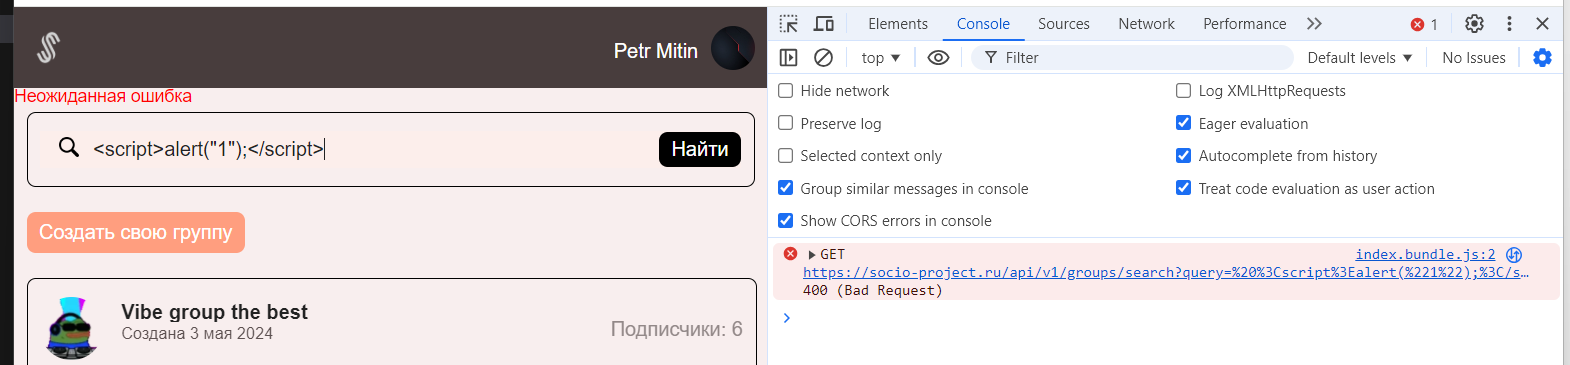 Petr Mitin
Неожиданная ошибка
<script>alert("1");</script>
Найти
Создать свою группу
Vibe group the best
Создана 3 мая 2024
Подписчики: 6
Elements Console Sources Network Performance 1
top Filter Default levels No Issues
Hide network Log XMLHttpRequests
Preserve log Eager evaluation
Selected context only Autocomplete from history
Group similar messages in console Treat code evaluation as user action
Show CORS errors in console
GET index.bundle.js:2
https://socio-project.ru/api/v1/groups/search?query=%20%3Cscript%3Ealert(%221%22);%3C/s…
400 (Bad Request)